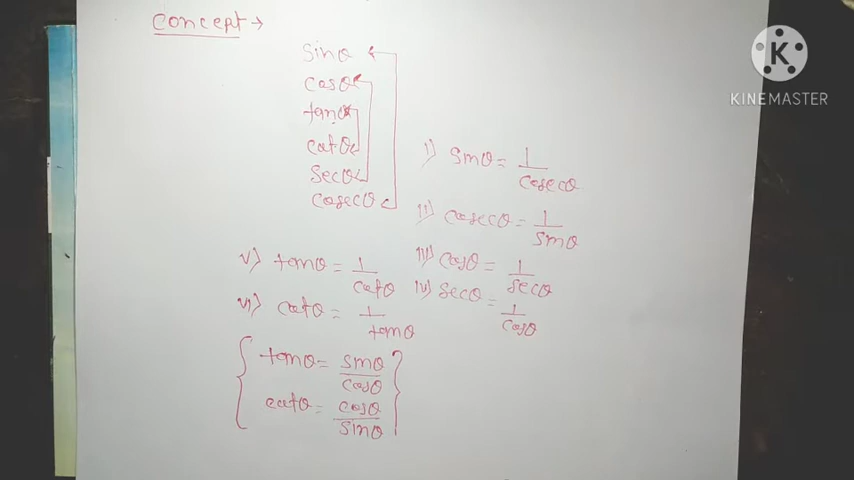 Concept →
sinθ
cosθ
tanθ
cotθ
secθ
cosecθ
i) sinθ = 1/cosecθ
ii) cosecθ = 1/sinθ
iii) cosθ = 1/secθ
iv) secθ = 1/cosθ
v) tanθ = 1/cotθ
vi) cotθ = 1/tanθ
{ tanθ = sinθ/cosθ
cotθ = cosθ/sinθ }
K
KINEMASTER